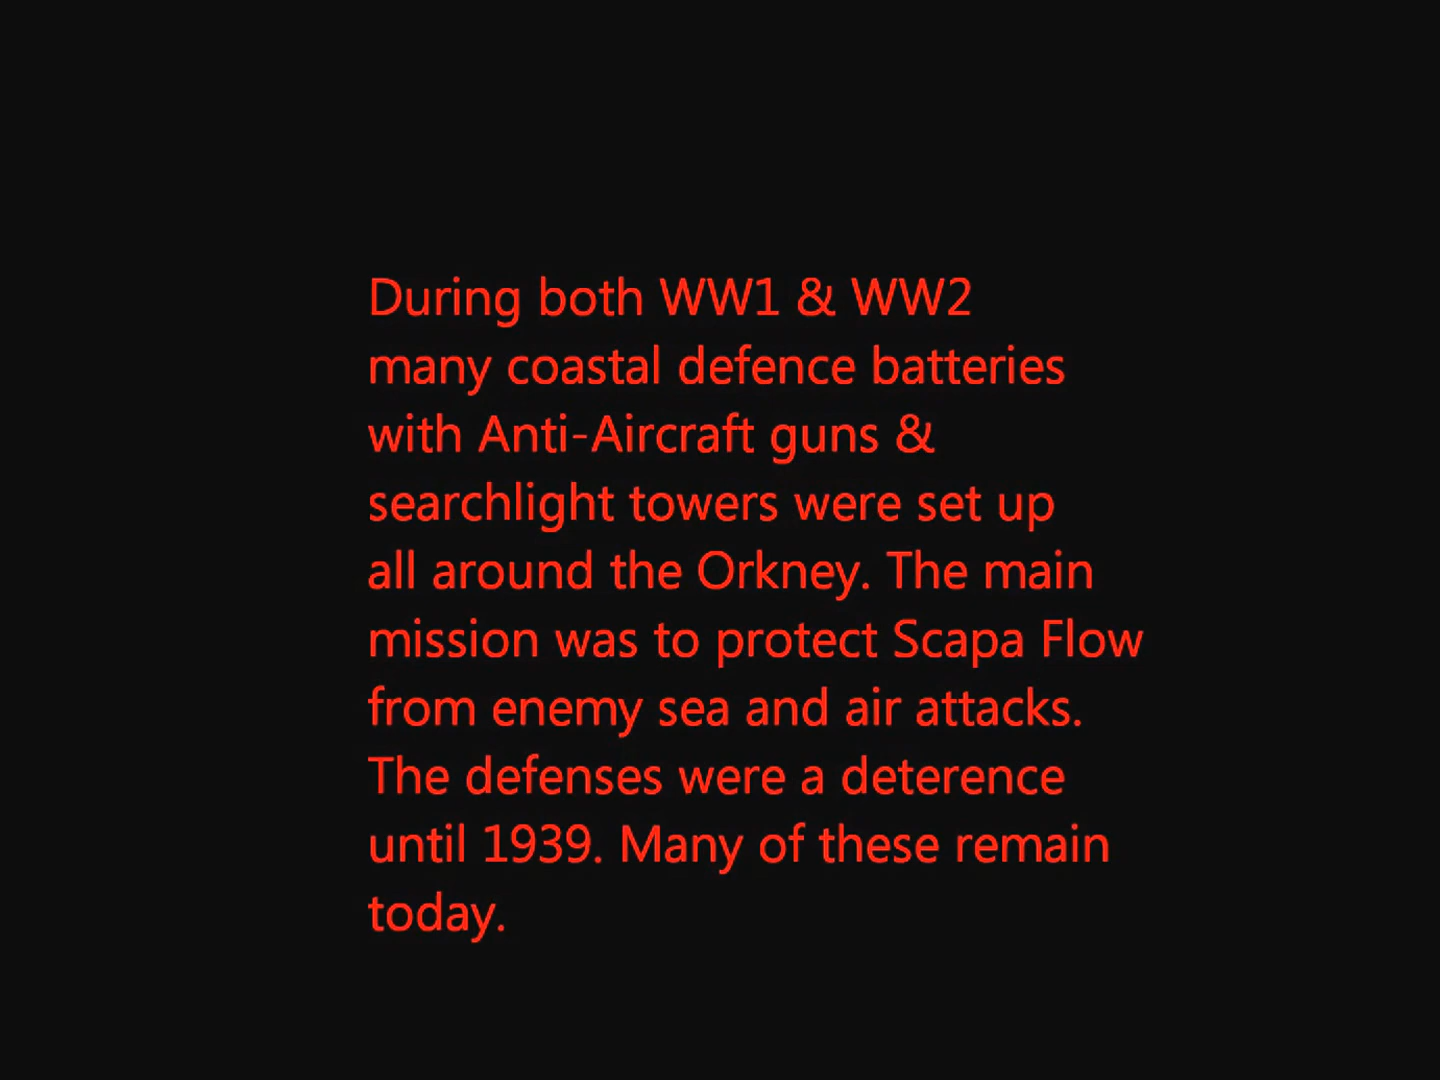 During both WW1 & WW2
many coastal defence batteries
with Anti-Aircraft guns &
searchlight towers were set up
all around the Orkney. The main
mission was to protect Scapa Flow
from enemy sea and air attacks.
The defenses were a deterence
until 1939. Many of these remain
today.